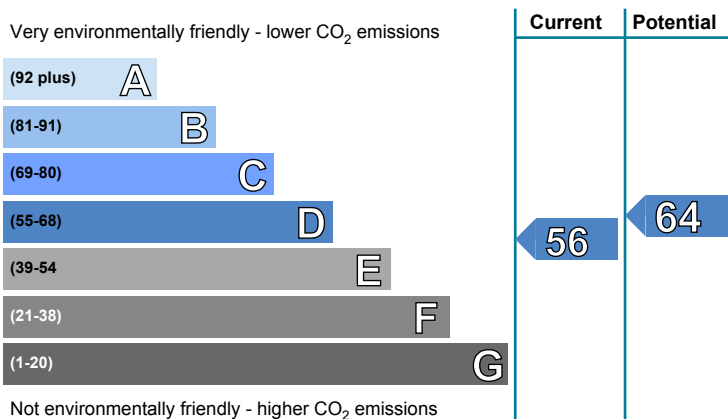 Current Potential
Very environmentally friendly - lower CO2 emissions
(92 plus) A
(81-91) B
(69-80) C
(55-68) D
64
56
(39-54 E
(21-38) F
(1-20) G
Not environmentally friendly - higher CO2 emissions